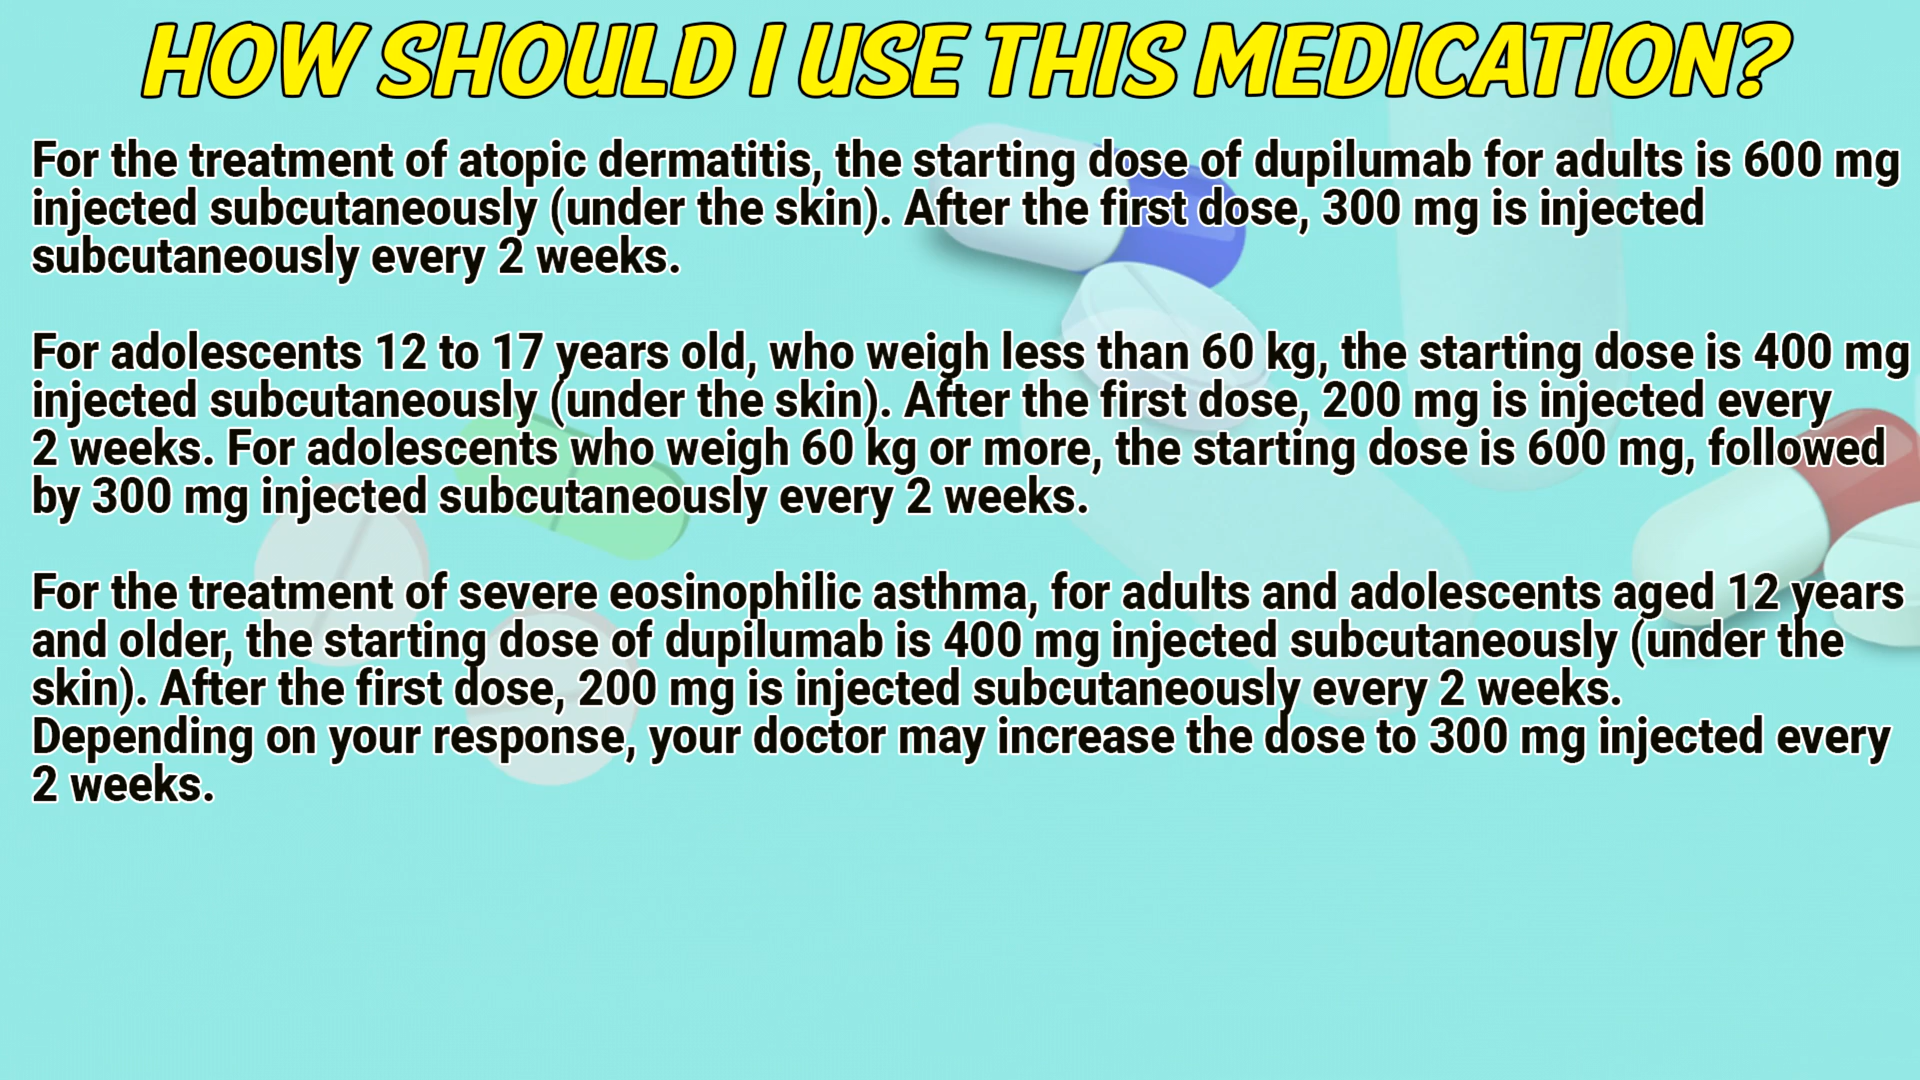 HOW SHOULD I USE THIS MEDICATION?
For the treatment of atopic dermatitis, the starting dose of dupilumab for adults is 600 mg
injected subcutaneously (under the skin). After the first dose, 300 mg is injected
subcutaneously every 2 weeks.
For adolescents 12 to 17 years old, who weigh less than 60 kg, the starting dose is 400 mg
injected subcutaneously (under the skin). After the first dose, 200 mg is injected every
2 weeks. For adolescents who weigh 60 kg or more, the starting dose is 600 mg, followed
by 300 mg injected subcutaneously every 2 weeks.
For the treatment of severe eosinophilic asthma, for adults and adolescents aged 12 years
and older, the starting dose of dupilumab is 400 mg injected subcutaneously (under the
skin). After the first dose, 200 mg is injected subcutaneously every 2 weeks.
Depending on your response, your doctor may increase the dose to 300 mg injected every
2 weeks.